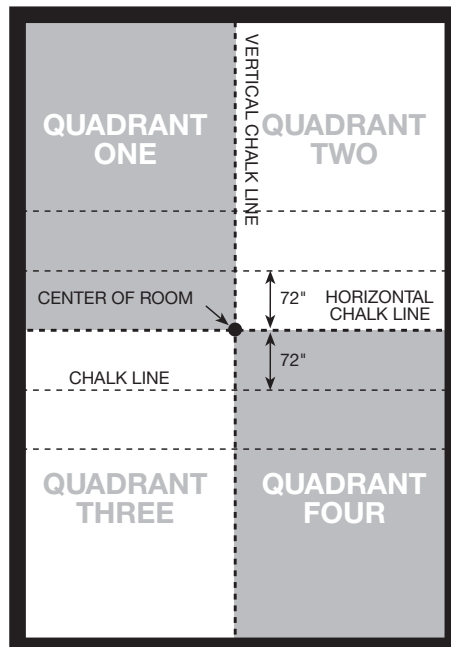 QUADRANT
ONE
VERTICAL CHALK LINE
QUADRANT
TWO
CENTER OF ROOM
72"
HORIZONTAL
CHALK LINE
72"
CHALK LINE
QUADRANT
THREE
QUADRANT
FOUR